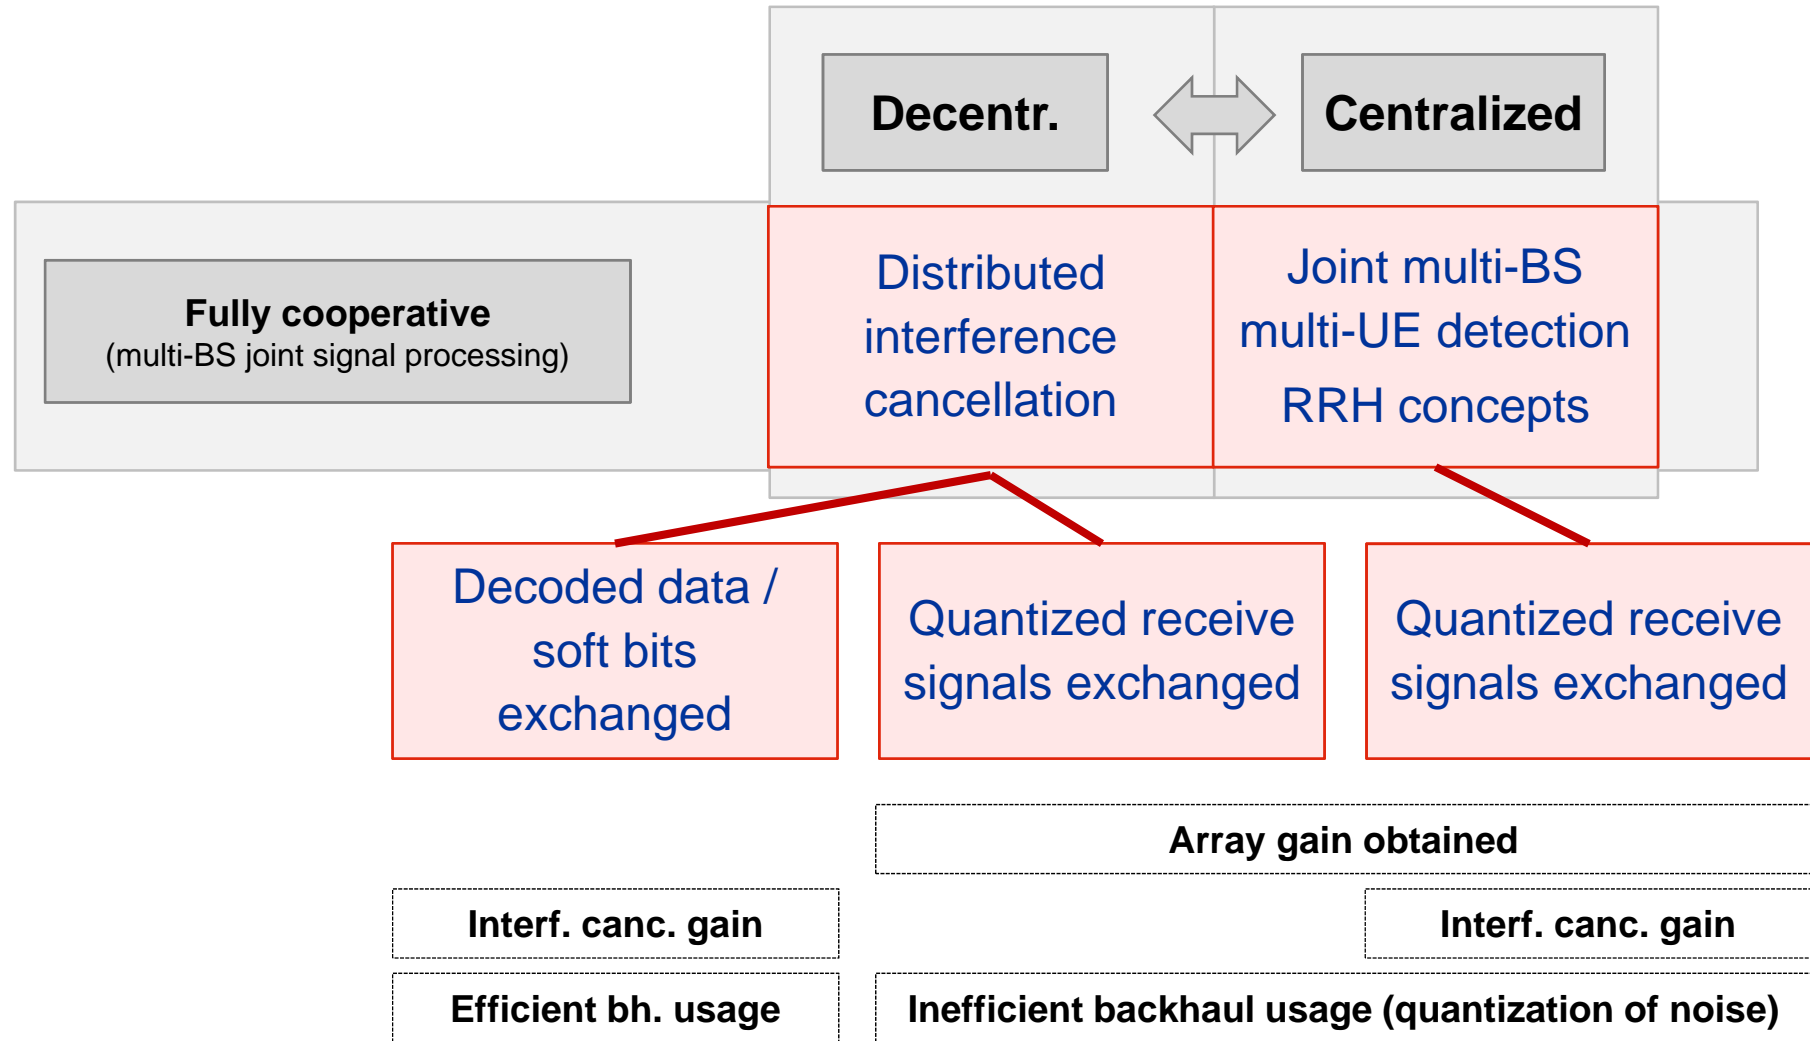 Decentr.
Centralized
Fully cooperative
(multi-BS joint signal processing)
Distributed
interference
cancellation
Joint multi-BS
multi-UE detection
RRH concepts
Decoded data /
soft bits
exchanged
Quantized receive
signals exchanged
Quantized receive
signals exchanged
Array gain obtained
Interf. canc. gain
Interf. canc. gain
Efficient bh. usage
Inefficient backhaul usage (quantization of noise)